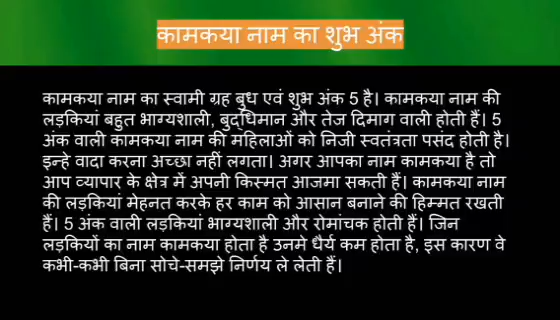 कामकया नाम का शुभ अंक
कामकया नाम का स्वामी ग्रह बुध एवं शुभ अंक 5 है। कामकया नाम की
लड़कियां बहुत भाग्यशाली, बुद्धिमान और तेज दिमाग वाली होती हैं। 5
अंक वाली कामकया नाम की महिलाओं को निजी स्वतंत्रता पसंद होती है।
इन्हे वादा करना अच्छा नहीं लगता। अगर आपका नाम कामकया है तो
आप व्यापार के क्षेत्र में अपनी किस्मत आजमा सकती हैं। कामकया नाम
की लड़कियां मेहनत करके हर काम को आसान बनाने की हिम्मत रखती
हैं। 5 अंक वाली लड़कियां भाग्यशाली और रोमांचक होती हैं। जिन
लड़कियों का नाम कामकया होता है उनमे धैर्य कम होता है, इस कारण वे
कभी-कभी बिना सोचे-समझे निर्णय ले लेती हैं।